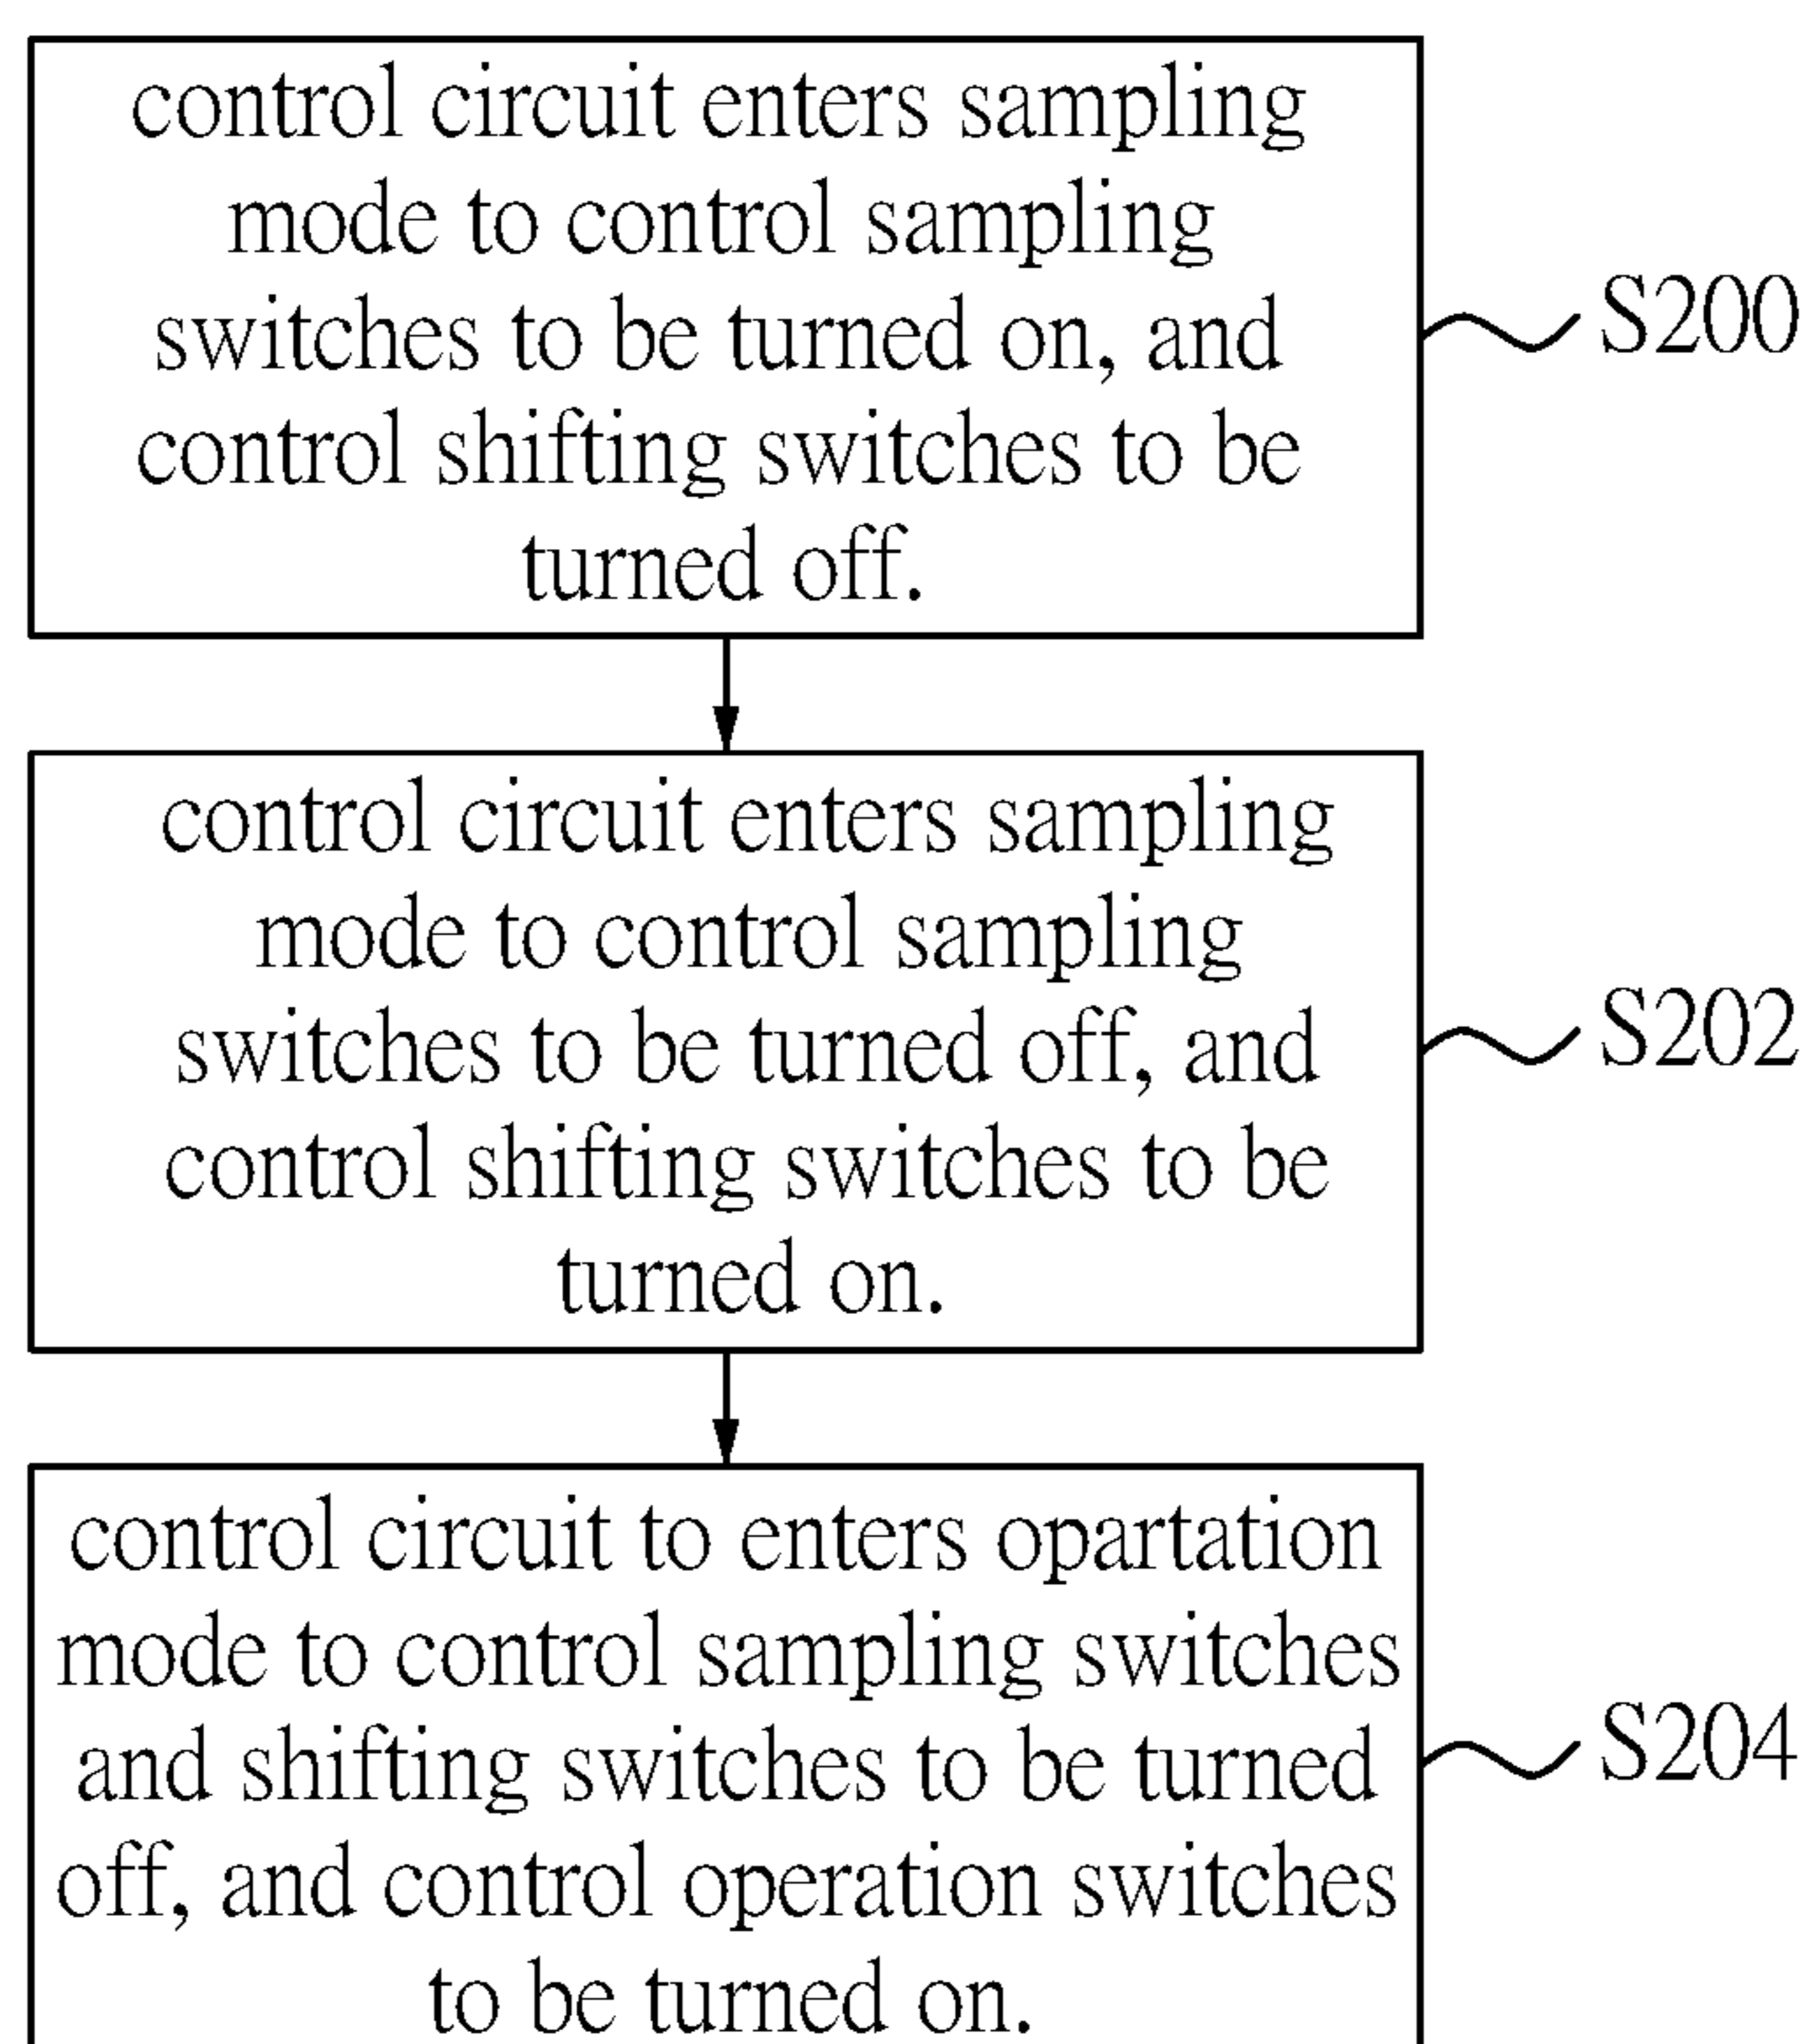 control circuit enters sampling
mode to control sampling
switches to be turned on, and
control shifting switches to be
turned off.
S200
control circuit enters sampling
mode to control sampling
switches to be turned off, and
control shifting switches to be
turned on.
S202
control circuit to enters opartation
mode to control sampling switches
and shifting switches to be turned
off, and control operation switches
to be turned on.
S204